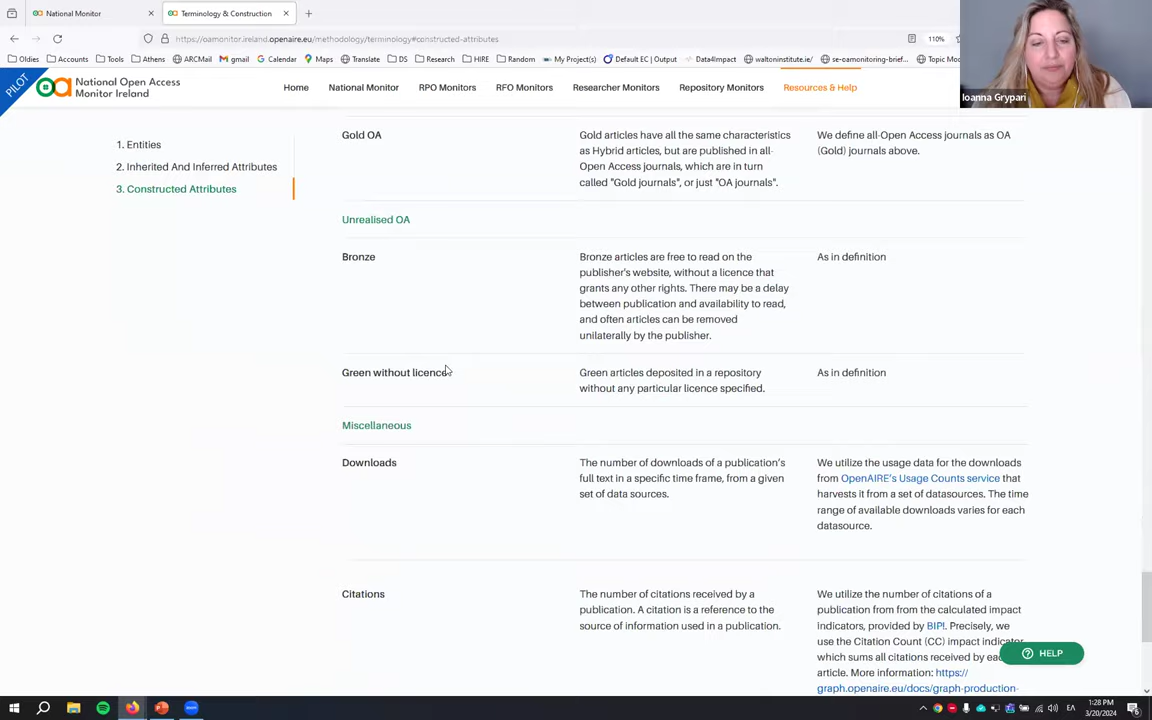 National Monitor
Terminology & Construction
https://oamonitor.ireland.openaire.eu/methodology/terminology#constructed-attributes
110%
Oldies
Accounts
Tools
Athens
ARCMail
gmail
Calendar
Maps
Translate
DS
Research
HIRE
Random
My Project(s)
Default EC | Output
Data4Impact
waltoninstitute.ie/
se-oamonitoring-brief...
Topic Mod
Ioanna Grypari
PILOT
National Open Access
Monitor Ireland
Home
National Monitor
RPO Monitors
RFO Monitors
Researcher Monitors
Repository Monitors
Resources & Help
1. Entities
2. Inherited And Inferred Attributes
3. Constructed Attributes
Gold OA
Gold articles have all the same characteristics
as Hybrid articles, but are published in all-
Open Access journals, which are in turn
called "Gold journals", or just "OA journals".
We define all-Open Access journals as OA
(Gold) journals above.
Unrealised OA
Bronze
Bronze articles are free to read on the
publisher's website, without a licence that
grants any other rights. There may be a delay
between publication and availability to read,
and often articles can be removed
unilaterally by the publisher.
As in definition
Green without licence
Green articles deposited in a repository
without any particular licence specified.
As in definition
Miscellaneous
Downloads
The number of downloads of a publication's
full text in a specific time frame, from a given
set of data sources.
We utilize the usage data for the downloads
from OpenAIRE's Usage Counts service that
harvests it from a set of datasources. The time
range of available downloads varies for each
datasource.
Citations
The number of citations received by a
publication. A citation is a reference to the
source of information used in a publication.
We utilize the number of citations of a
publication from from the calculated impact
indicators, provided by BIP!. Precisely, we
use the Citation Count (CC) impact indicator,
which sums all citations received by each
article. More information: https://
graph.openaire.eu/docs/graph-production-
HELP
ΕΛ
1:28 PM
3/20/2024